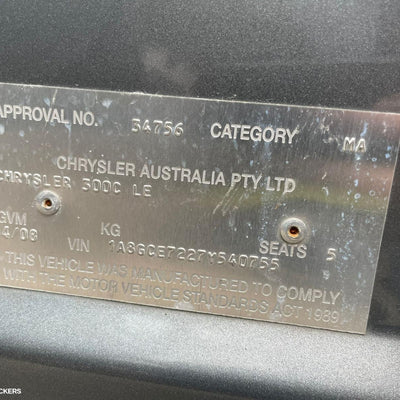 APPROVAL NO. 34756 CATEGORY MA
CHRYSLER AUSTRALIA PTY LTD
CHRYSLER 300C LE
GVM KG
4/08 VIN 1A8GCE7227Y540755 SEATS 5
THIS VEHICLE WAS MANUFACTURED TO COMPLY
WITH THE MOTOR VEHICLE STANDARDS ACT 1989